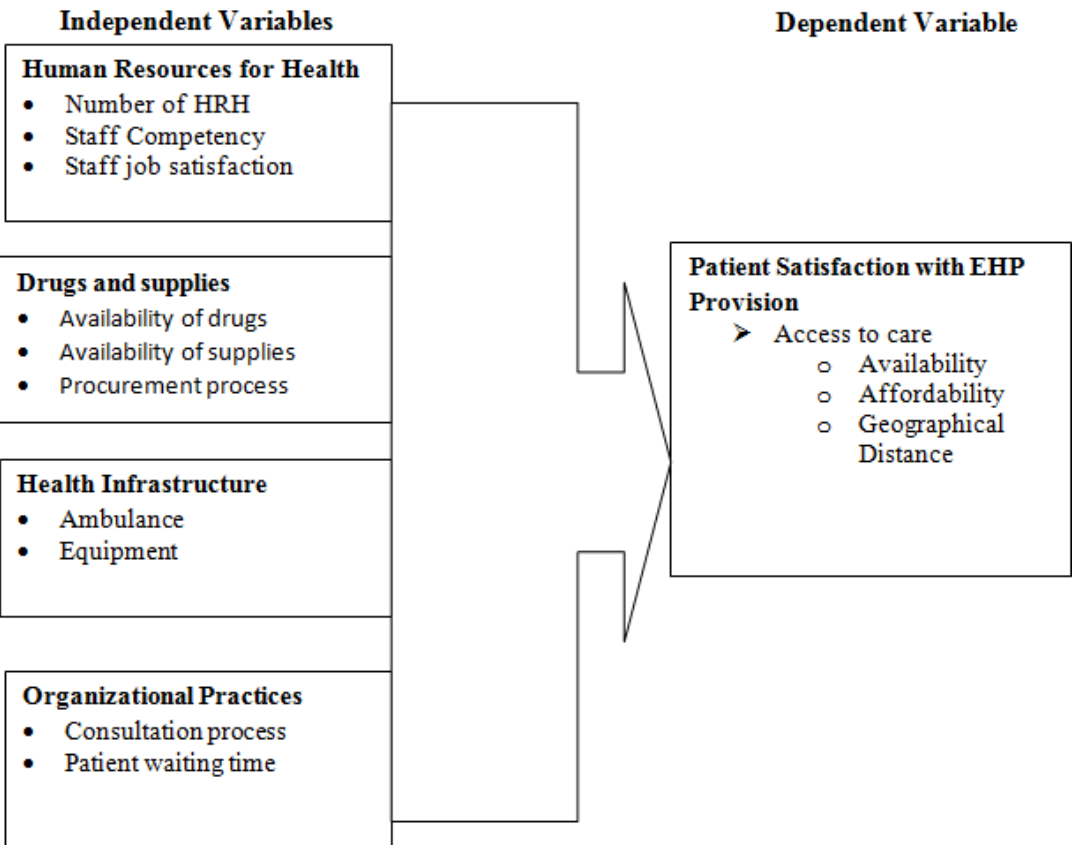 Independent Variables
Human Resources for Health
• Number of HRH
• Staff Competency
• Staff job satisfaction
Drugs and supplies
• Availability of drugs
• Availability of supplies
• Procurement process
Health Infrastructure
• Ambulance
• Equipment
Organizational Practices
• Consultation process
• Patient waiting time
Dependent Variable
Patient Satisfaction with EHP
Provision
➤ Access to care
o Availability
o Affordability
o Geographical
Distance